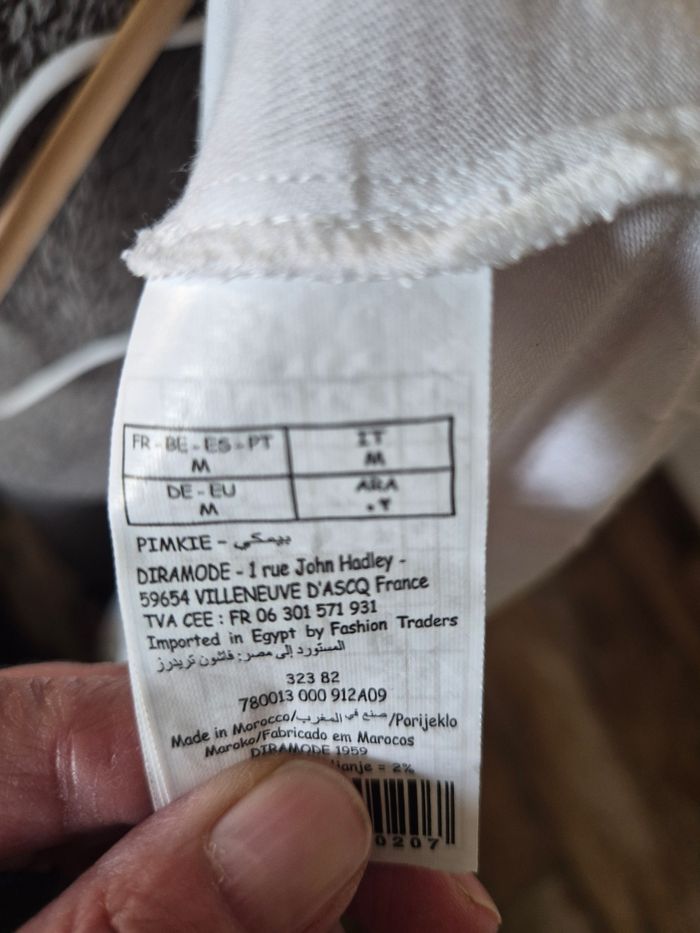 FR - BE - ES - PT
M
IT
M
DE - EU
M
ARA
٠٢
PIMKIE - بيمكي
DIRAMODE - 1 rue John Hadley -
59654 VILLENEUVE D'ASCQ France
TVA CEE : FR 06 301 571 931
Imported in Egypt by Fashion Traders
المستورد إلى مصر: فاشون تريدرز
323 82
780013 000 912A09
Made in Morocco/صنع في المغرب/Porijeklo
Maroko/Fabricado em Marocos
DIRAMODE 1959
= 2%
0207